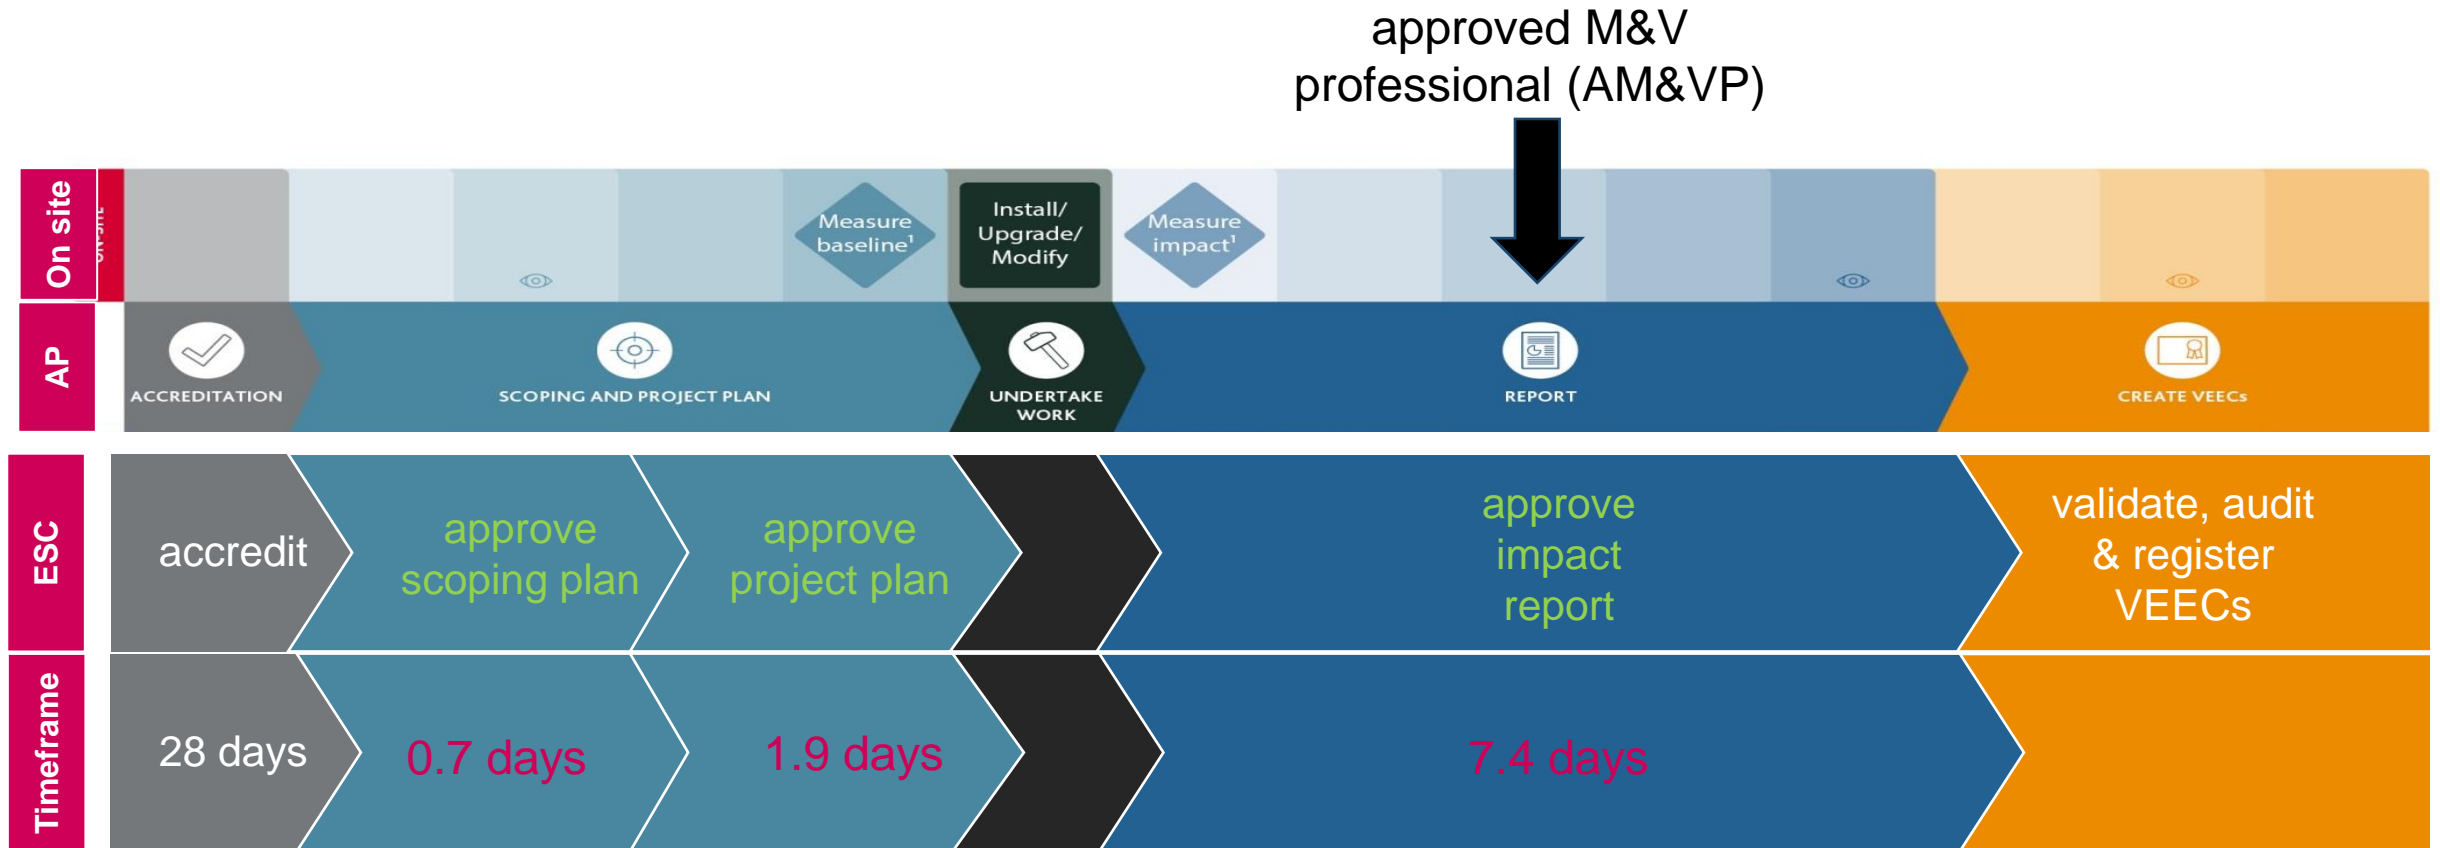 approved M&V
professional (AM&VP)
On site
ON-SITE
Measure
baseline¹
Install/
Upgrade/
Modify
Measure
impact¹
AP
ACCREDITATION
SCOPING AND PROJECT PLAN
UNDERTAKE
WORK
REPORT
CREATE VEECs
ESC
accredit
approve
scoping plan
approve
project plan
approve
impact
report
validate, audit
& register
VEECs
Timeframe
28 days
0.7 days
1.9 days
7.4 days